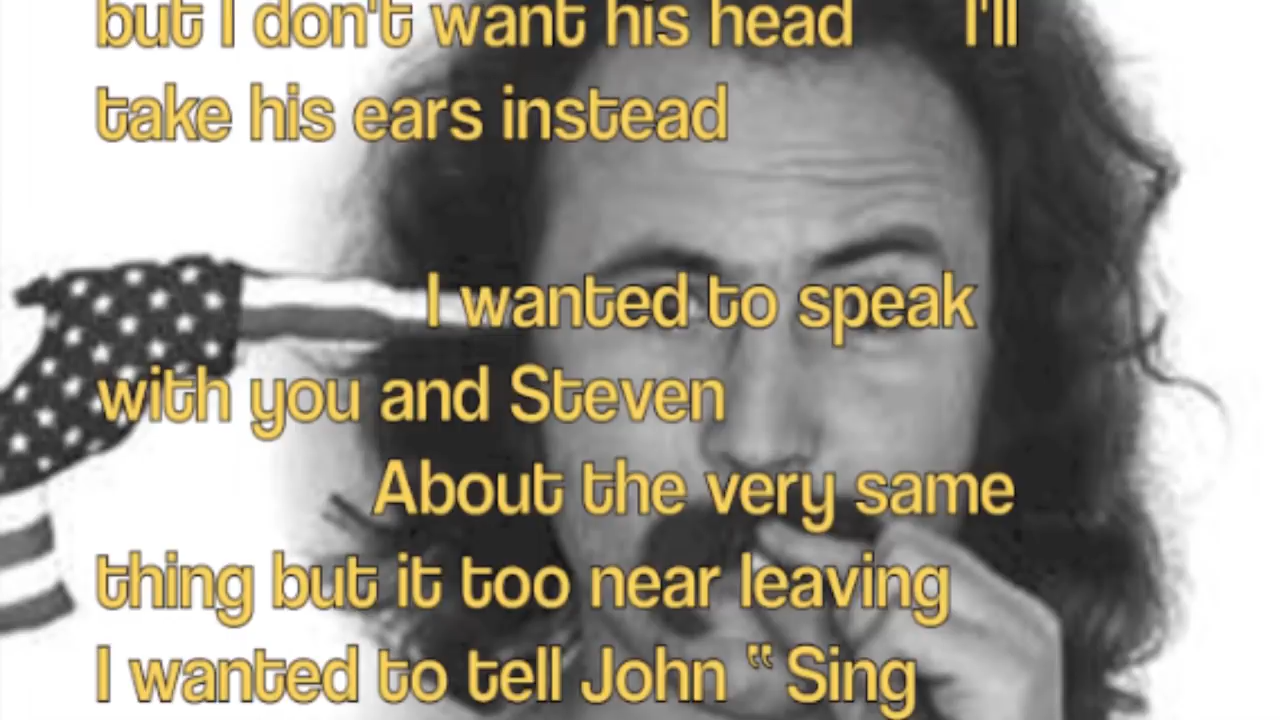 but I don't want his head I'll
take his ears instead
I wanted to speak
with you and Steven
About the very same
thing but it too near leaving
I wanted to tell John “ Sing